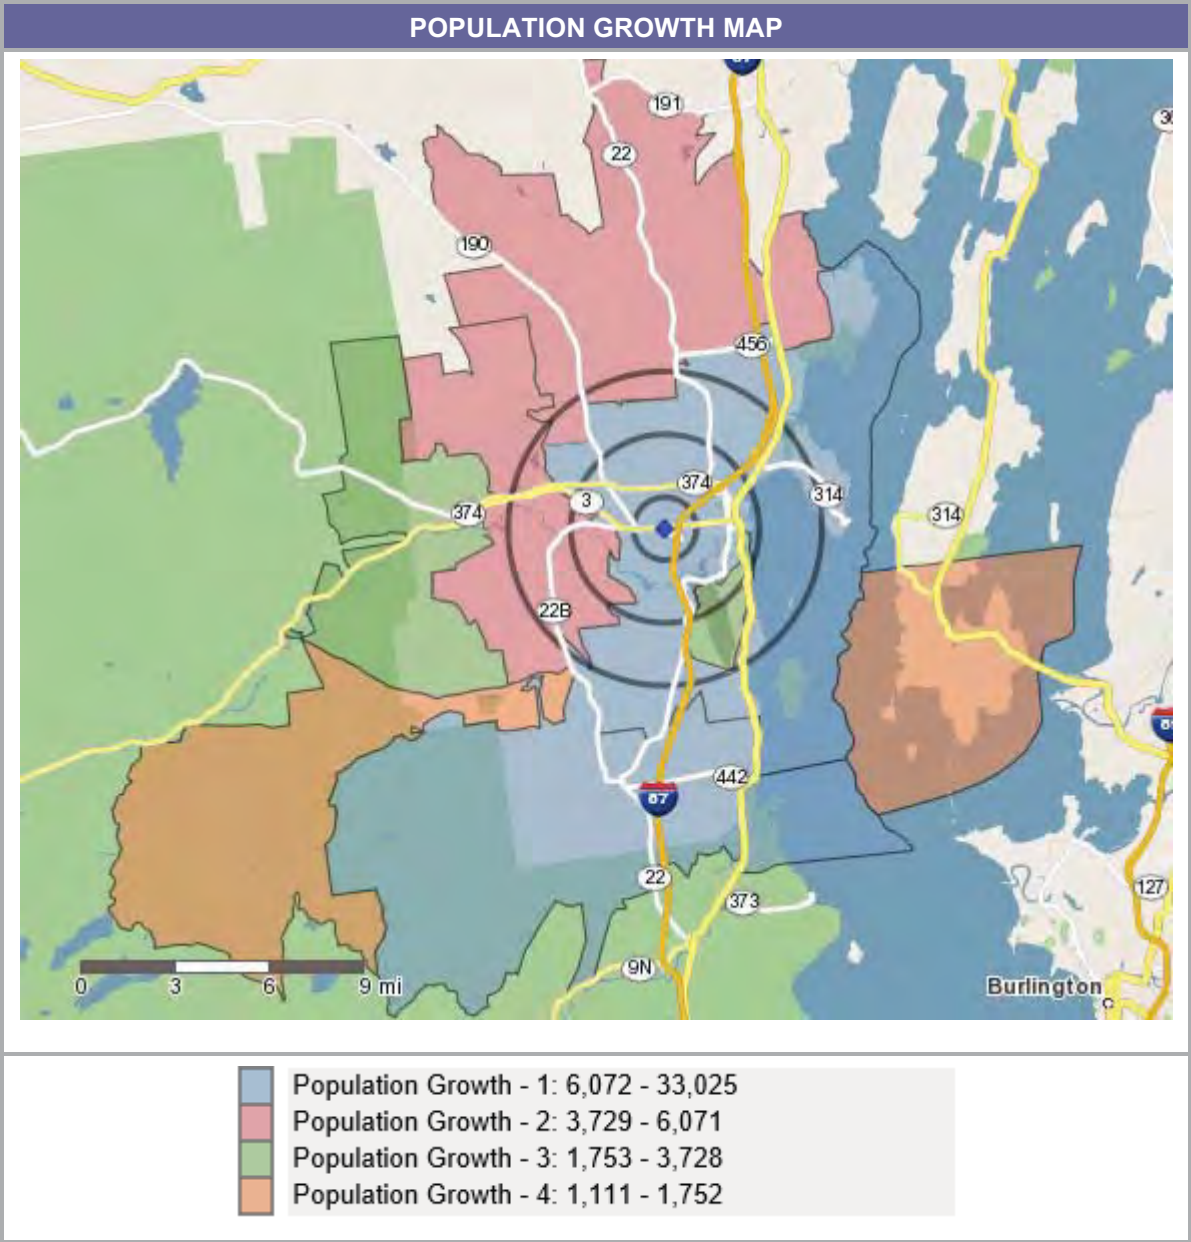 POPULATION GROWTH MAP
191
22
190
456
374
374
3
314
314
22B
442
87
22
373
127
9N
0 3 6 9 mi
Burlington
Population Growth - 1: 6,072 - 33,025
Population Growth - 2: 3,729 - 6,071
Population Growth - 3: 1,753 - 3,728
Population Growth - 4: 1,111 - 1,752